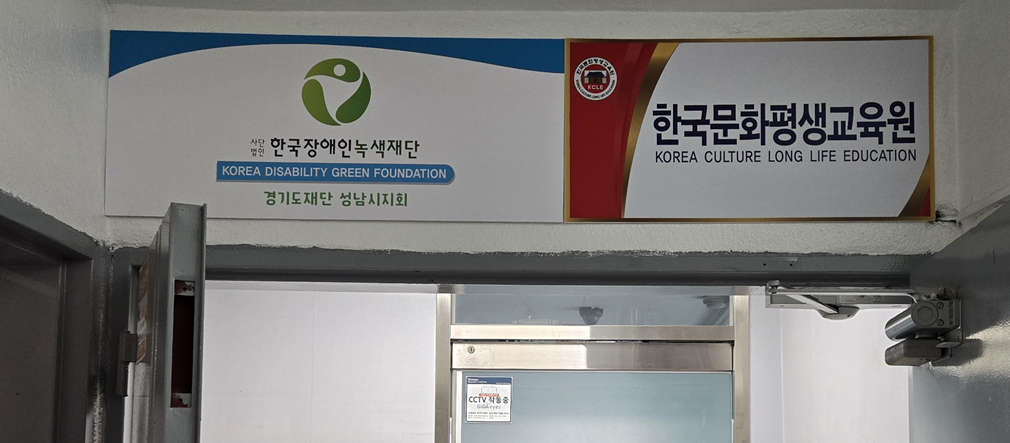 사단
법인 한국장애인녹색재단
KOREA DISABILITY GREEN FOUNDATION
경기도재단 성남시지회
KCLE
한국문화평생교육원
KOREA CULTURE LONG LIFE EDUCATION
CCTV 작동중
GiGAeyes